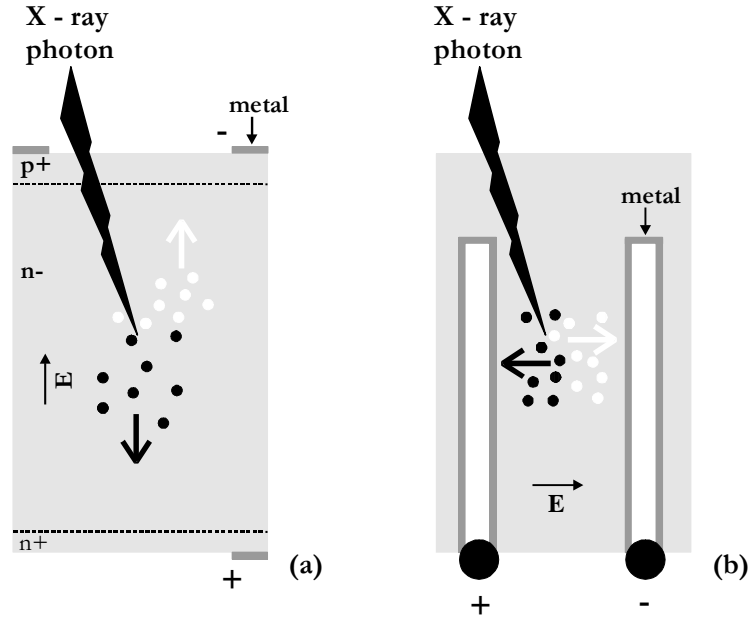 X - ray
photon
metal
-
p+
n-
E
n+
+
(a)
X - ray
photon
metal
E
+
-
(b)